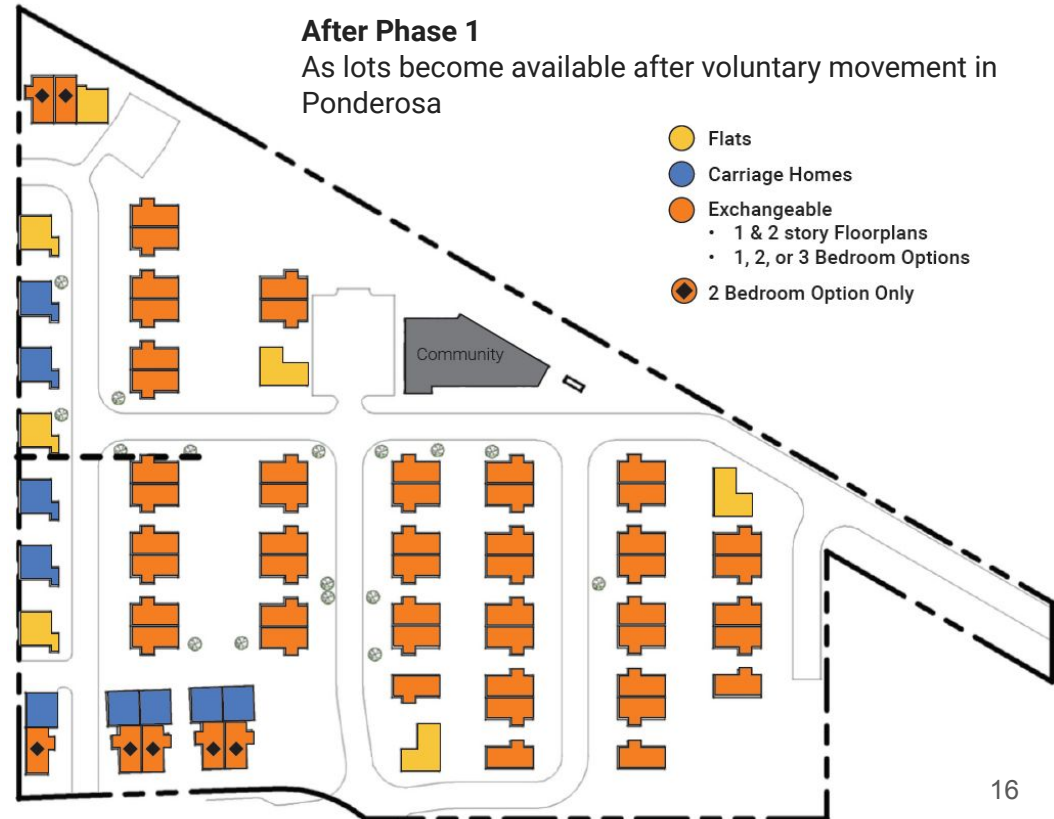 After Phase 1
As lots become available after voluntary movement in
Ponderosa
Flats
Carriage Homes
Exchangeable
• 1 & 2 story Floorplans
• 1, 2, or 3 Bedroom Options
2 Bedroom Option Only
Community
16